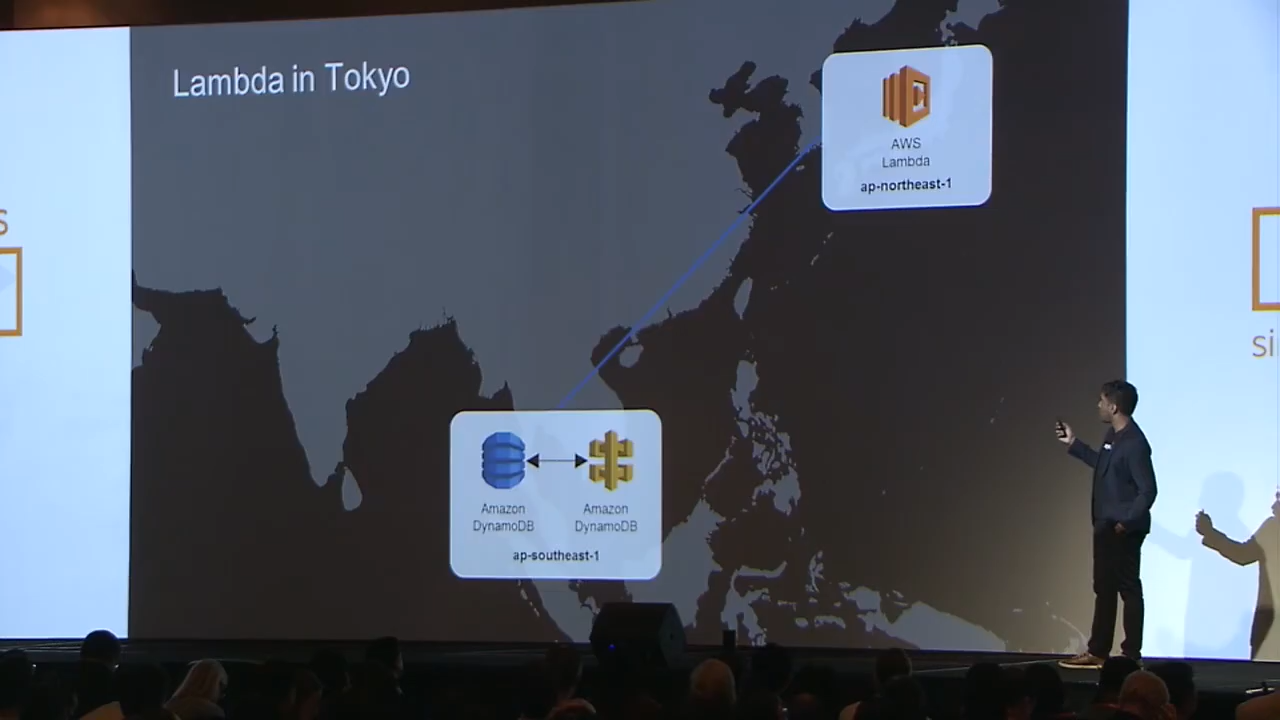 Lambda in Tokyo
AWS
Lambda
ap-northeast-1
Amazon
DynamoDB
Amazon
DynamoDB
ap-southeast-1